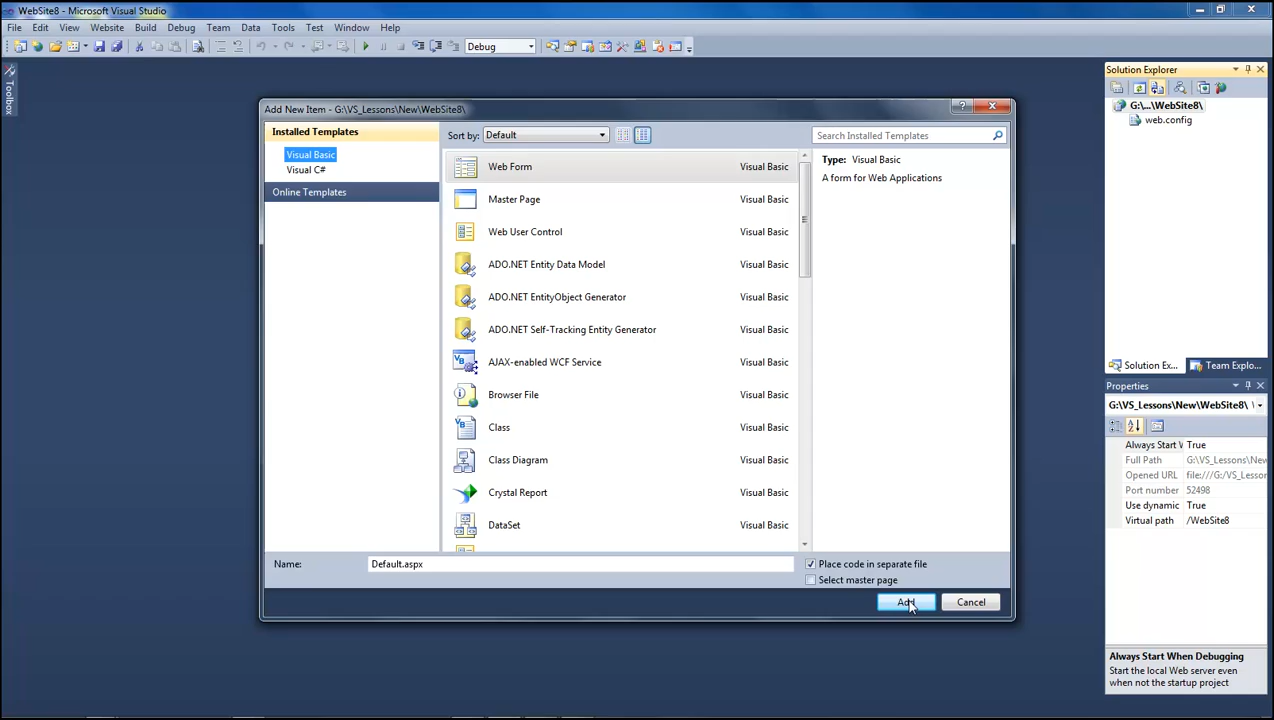 WebSite8 - Microsoft Visual Studio
File Edit View Website Build Debug Team Data Tools Test Window Help
Debug
Toolbox
Add New Item - G:\VS_Lessons\New\WebSite8\
Installed Templates
Visual Basic
Visual C#
Online Templates
Sort by: Default
Search Installed Templates
Web Form Visual Basic
Master Page Visual Basic
Web User Control Visual Basic
ADO.NET Entity Data Model Visual Basic
ADO.NET EntityObject Generator Visual Basic
ADO.NET Self-Tracking Entity Generator Visual Basic
AJAX-enabled WCF Service Visual Basic
Browser File Visual Basic
Class Visual Basic
Class Diagram Visual Basic
Crystal Report Visual Basic
DataSet Visual Basic
Type: Visual Basic
A form for Web Applications
Name: Default.aspx
Place code in separate file
Select master page
Add Cancel
Solution Explorer
G:\...\WebSite8\
web.config
Solution Ex... Team Explo...
Properties
G:\VS_Lessons\New\WebSite8\
Always Start W True
Full Path G:\VS_Lessons\New
Opened URL file:///G:/VS_Lesson
Port number 52498
Use dynamic True
Virtual path /WebSite8
Always Start When Debugging
Start the local Web server even
when not the startup project